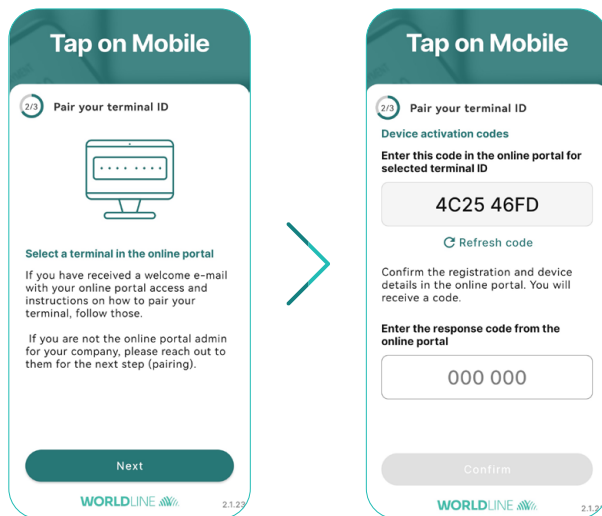 Tap on Mobile
2/3 Pair your terminal ID
Select a terminal in the online portal
If you have received a welcome e-mail
with your online portal access and
instructions on how to pair your
terminal, follow those.
If you are not the online portal admin
for your company, please reach out to
them for the next step (pairing).
Next
WORLDLINE
2.1.23
Tap on Mobile
2/3 Pair your terminal ID
Device activation codes
Enter this code in the online portal for
selected terminal ID
4C25 46FD
Refresh code
Confirm the registration and device
details in the online portal. You will
receive a code.
Enter the response code from the
online portal
000 000
Confirm
WORLDLINE